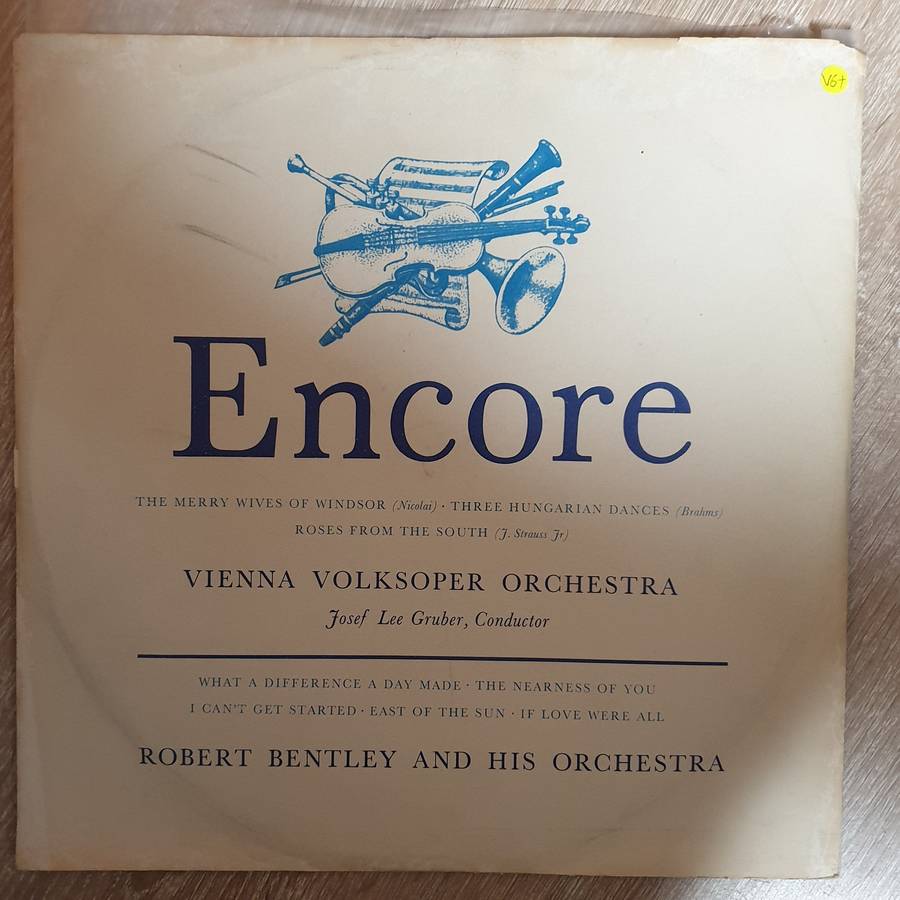 VG+
Encore
THE MERRY WIVES OF WINDSOR (Nicolai) · THREE HUNGARIAN DANCES (Brahms)
ROSES FROM THE SOUTH (J. Strauss Jr)
VIENNA VOLKSOPER ORCHESTRA
Josef Lee Gruber, Conductor
WHAT A DIFFERENCE A DAY MADE · THE NEARNESS OF YOU
I CAN'T GET STARTED · EAST OF THE SUN · IF LOVE WERE ALL
ROBERT BENTLEY AND HIS ORCHESTRA